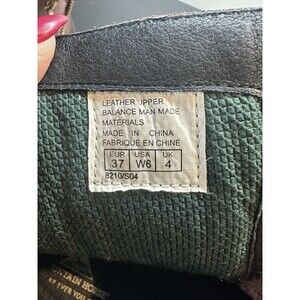 LEATHER UPPER
BALANCE MAN MADE
MATERIALS
MADE IN CHINA
FABRIQUE EN CHINE
EUR USA UK
37 W6 4
8210/S04